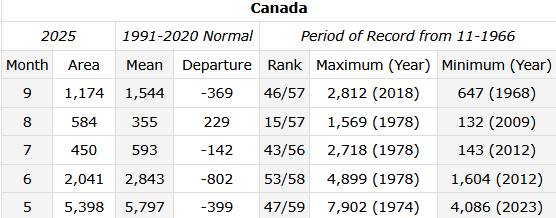 Canada
2025 1991-2020 Normal Period of Record from 11-1966
Month Area Mean Departure Rank Maximum (Year) Minimum (Year)
9 1,174 1,544 -369 46/57 2,812 (2018) 647 (1968)
8 584 355 229 15/57 1,569 (1978) 132 (2009)
7 450 593 -142 43/56 2,718 (1978) 143 (2012)
6 2,041 2,843 -802 53/58 4,899 (1978) 1,604 (2012)
5 5,398 5,797 -399 47/59 7,902 (1974) 4,086 (2023)